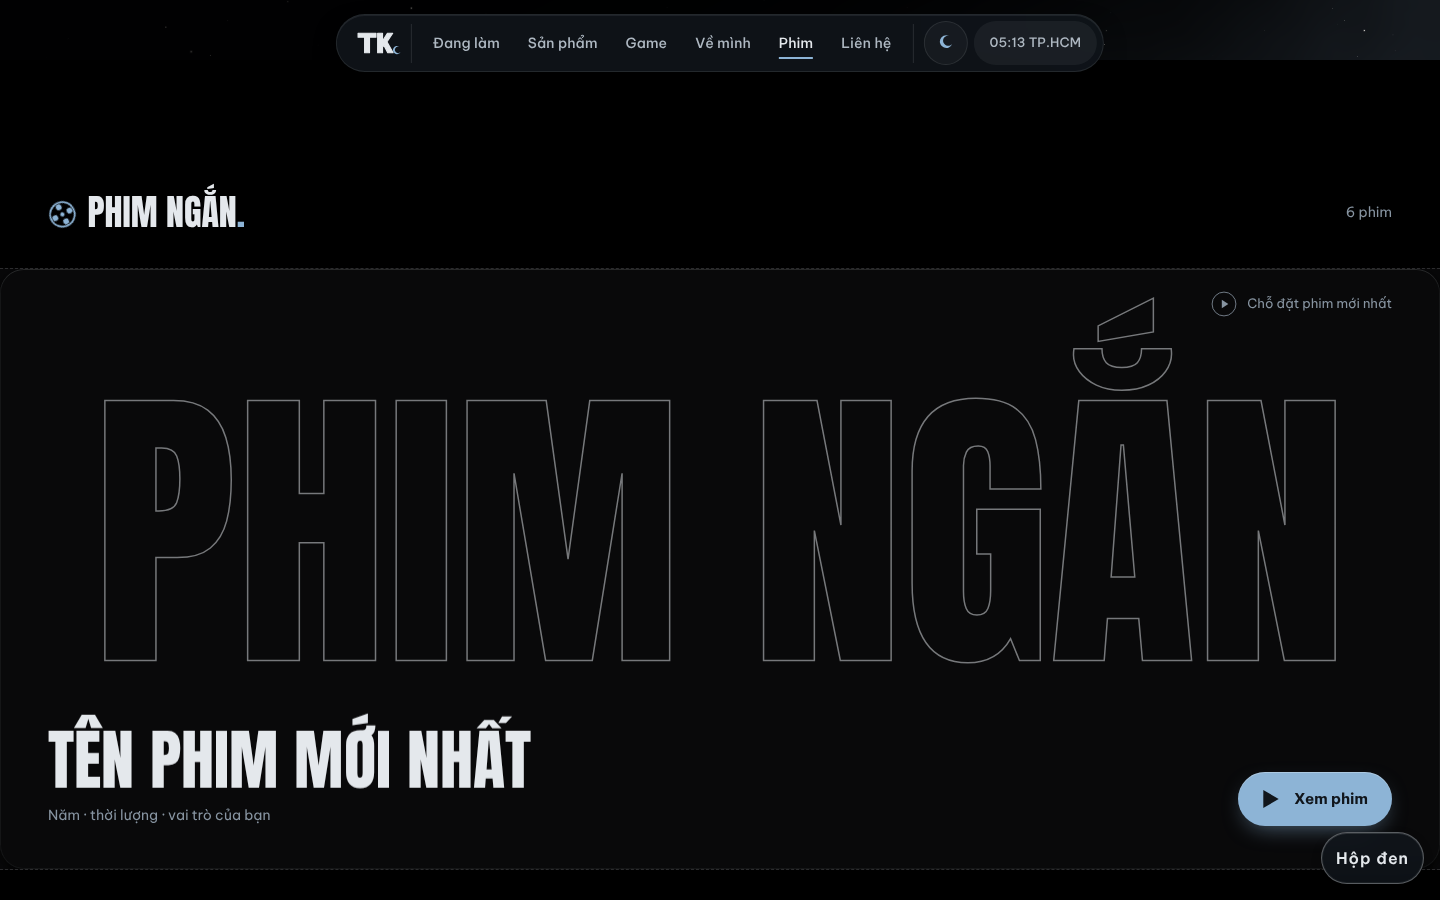 TK
Đang làm
Sản phẩm
Game
Về mình
Phim
Liên hệ
05:13 TP.HCM
PHIM NGẮN.
6 phim
Chỗ đặt phim mới nhất
PHIM NGẮN
TÊN PHIM MỚI NHẤT
Năm · thời lượng · vai trò của bạn
Xem phim
Hộp đen